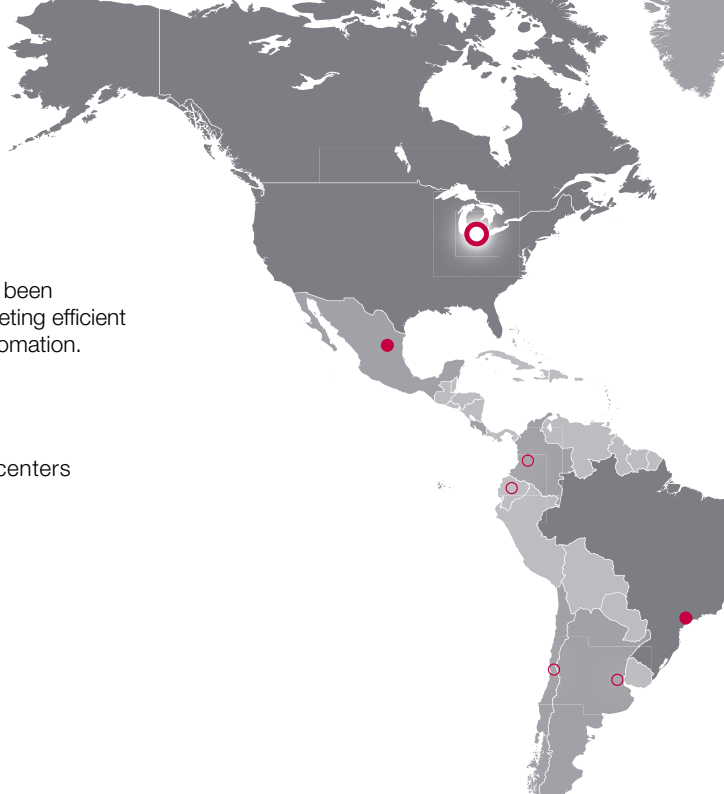 been
eting efficient
omation.
centers